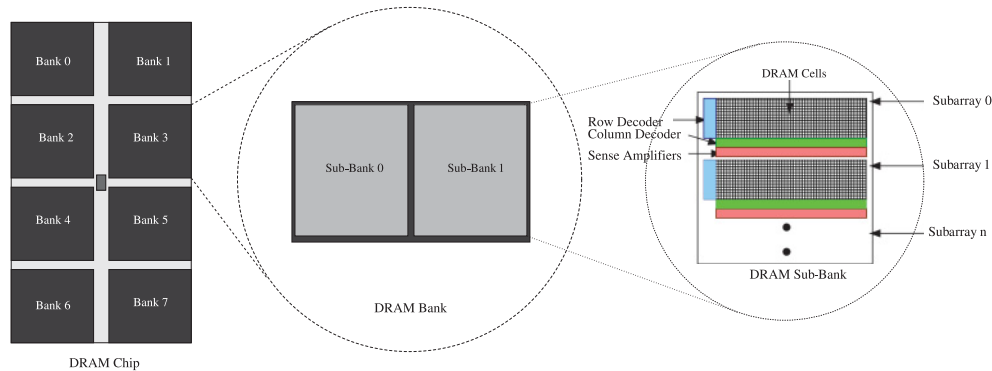 Bank 0
Bank 1
Bank 2
Bank 3
Bank 4
Bank 5
Bank 6
Bank 7
DRAM Chip
Sub-Bank 0
Sub-Bank 1
DRAM Bank
DRAM Cells
Row Decoder
Column Decoder
Sense Amplifiers
Subarray 0
Subarray 1
Subarray n
DRAM Sub-Bank